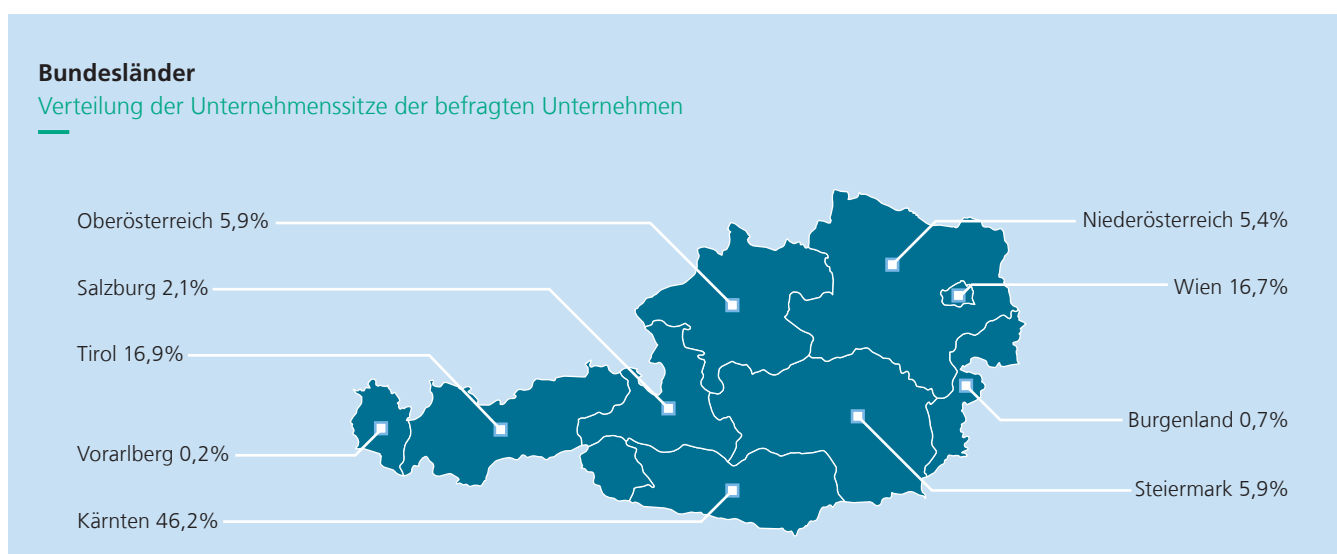 Bundesländer
Verteilung der Unternehmenssitze der befragten Unternehmen
Oberösterreich 5,9%
Salzburg 2,1%
Tirol 16,9%
Vorarlberg 0,2%
Kärnten 46,2%
Niederösterreich 5,4%
Wien 16,7%
Burgenland 0,7%
Steiermark 5,9%